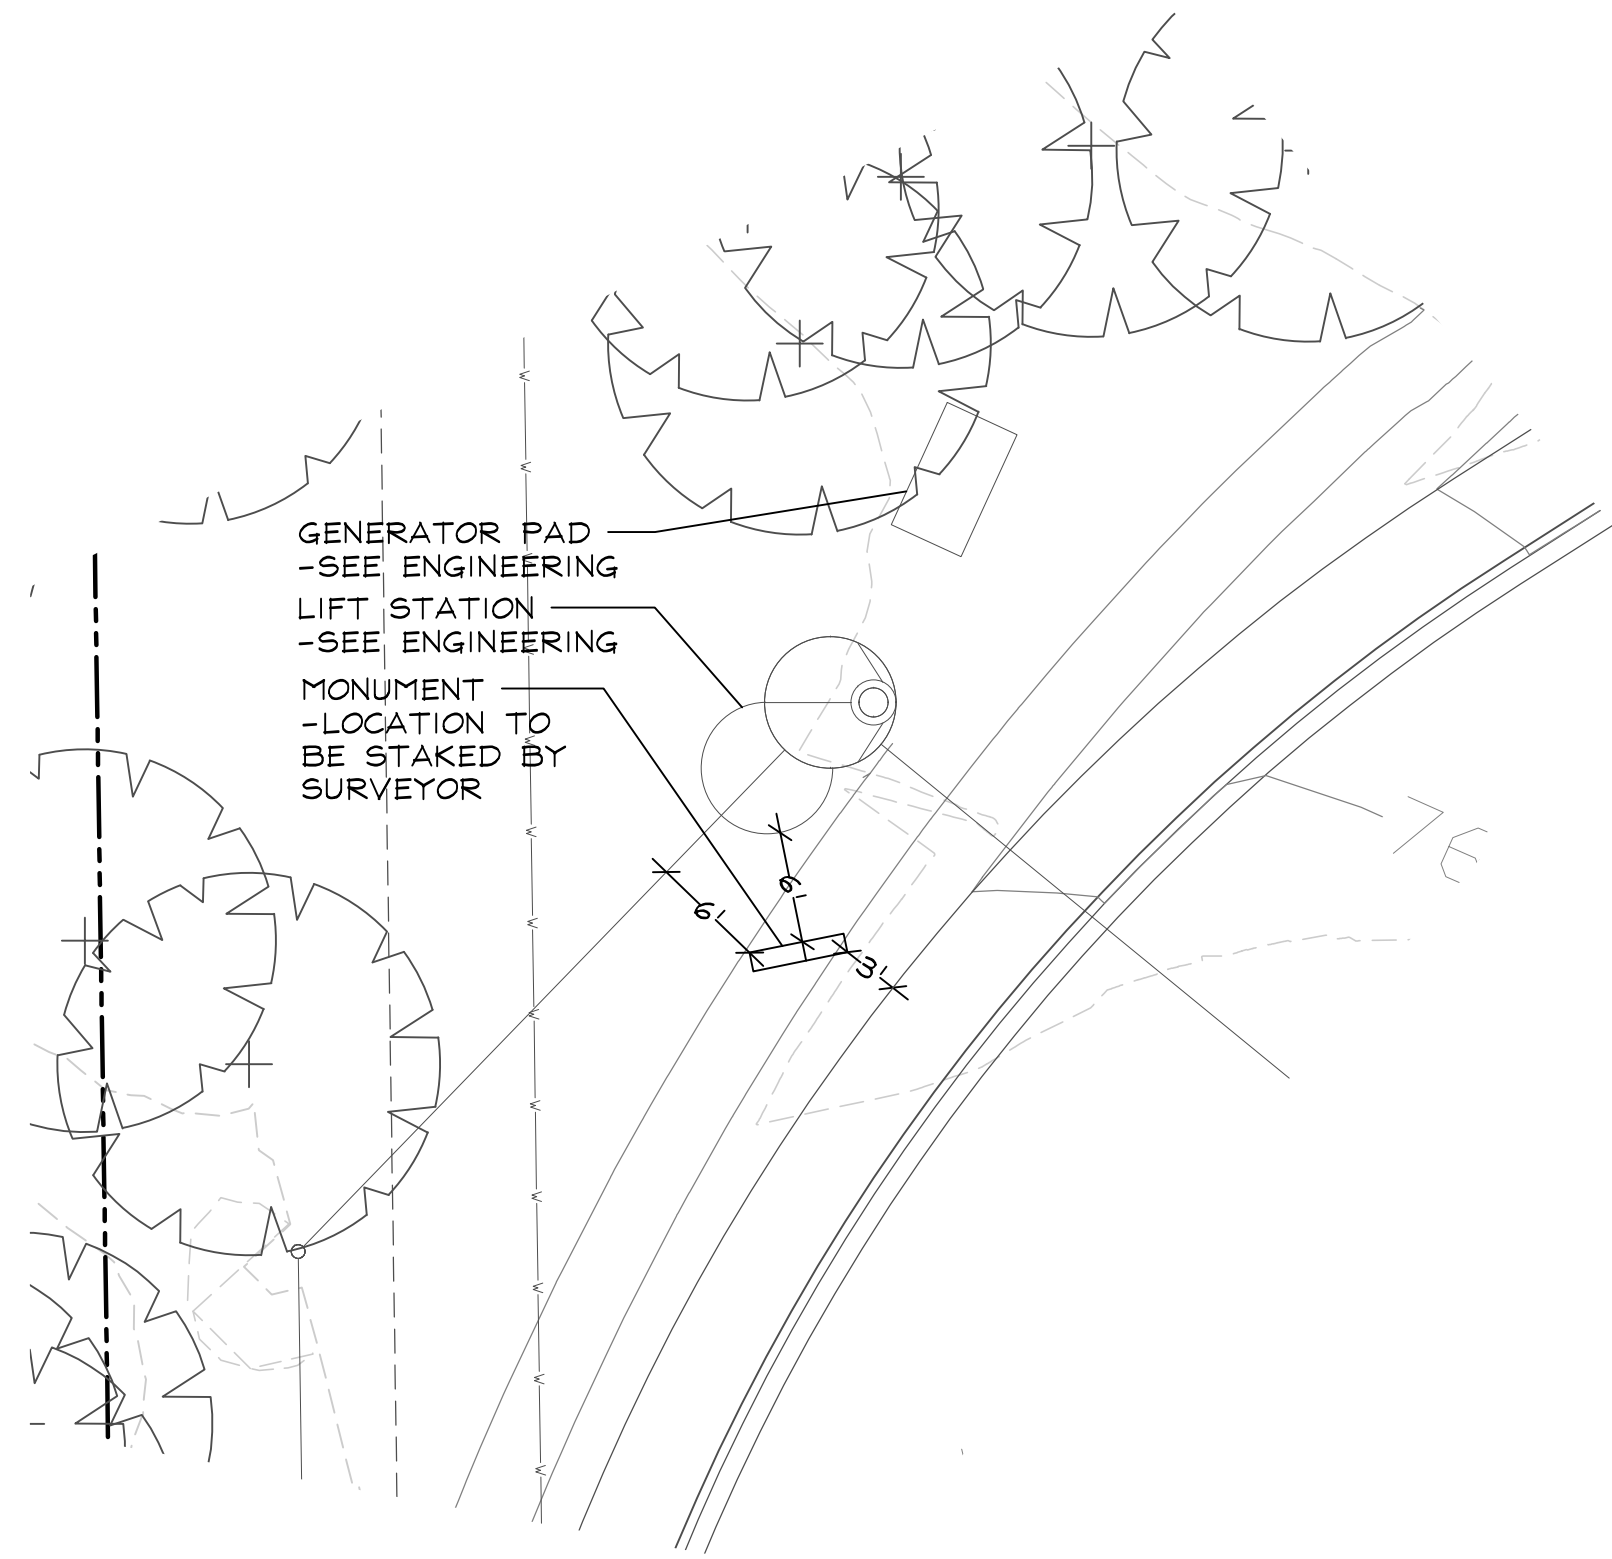 GENERATOR PAD
-SEE ENGINEERING
LIFT STATION
-SEE ENGINEERING
MONUMENT
-LOCATION TO
BE STAKED BY
SURVEYOR
6'
6'
3'
W
W
W
W
W
W
W
W
W
W
W
W